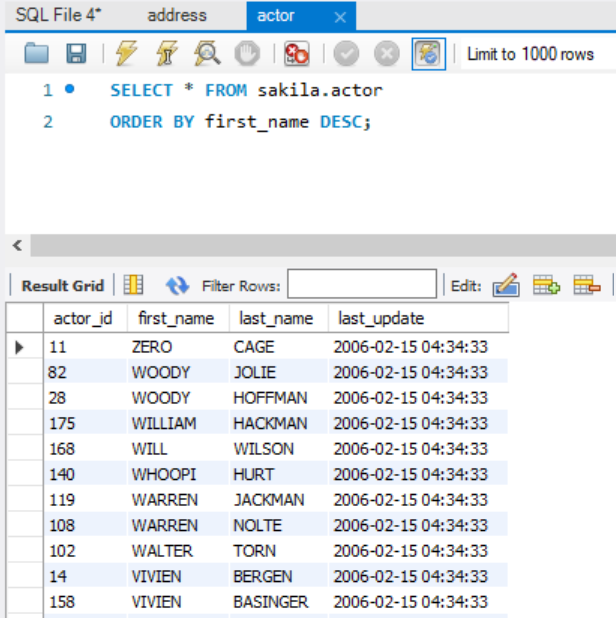 SQL File 4* address actor ×
Limit to 1000 rows
1 SELECT * FROM sakila.actor
2 ORDER BY first_name DESC;
Result Grid Filter Rows: Edit:
actor_id first_name last_name last_update
11 ZERO CAGE 2006-02-15 04:34:33
82 WOODY JOLIE 2006-02-15 04:34:33
28 WOODY HOFFMAN 2006-02-15 04:34:33
175 WILLIAM HACKMAN 2006-02-15 04:34:33
168 WILL WILSON 2006-02-15 04:34:33
140 WHOOPI HURT 2006-02-15 04:34:33
119 WARREN JACKMAN 2006-02-15 04:34:33
108 WARREN NOLTE 2006-02-15 04:34:33
102 WALTER TORN 2006-02-15 04:34:33
14 VIVIEN BERGEN 2006-02-15 04:34:33
158 VIVIEN BASINGER 2006-02-15 04:34:33